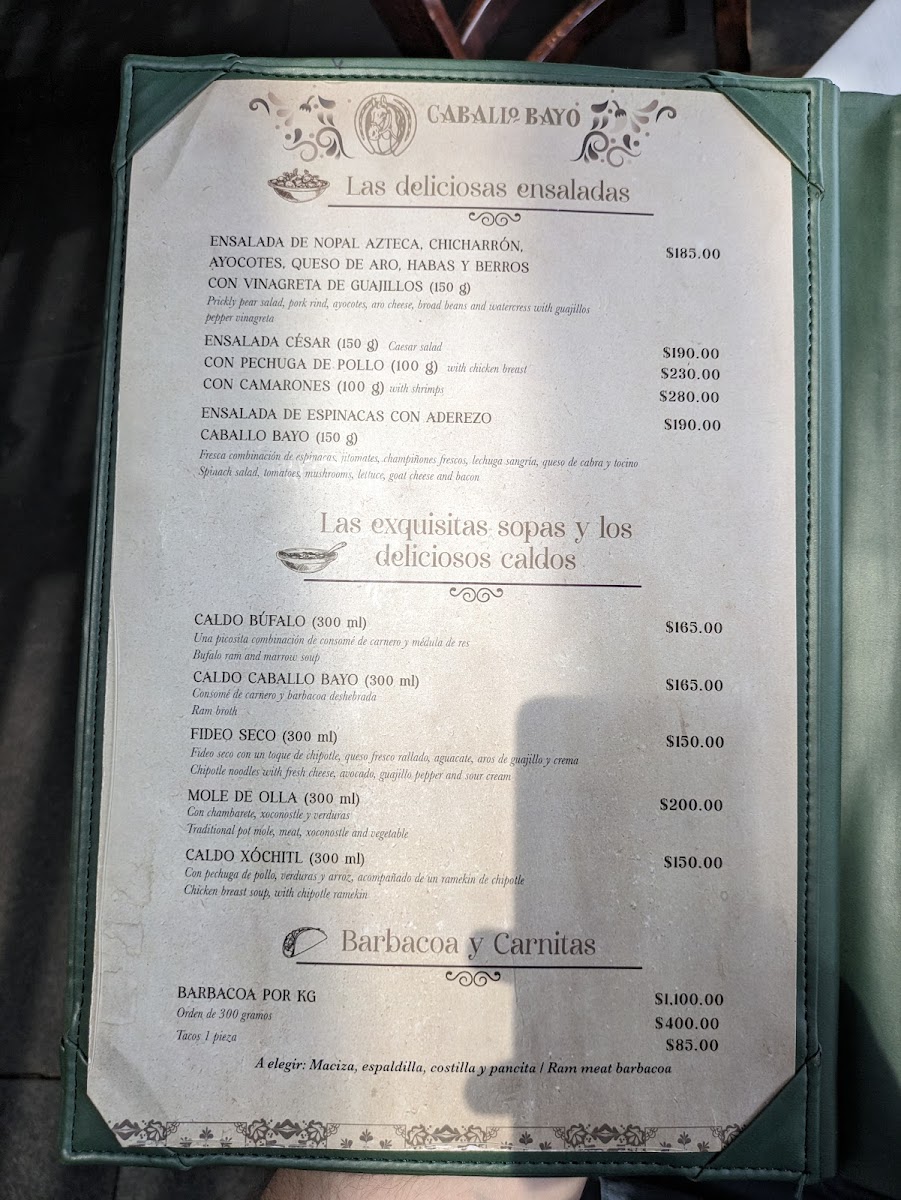 CABALLO BAYO
Las deliciosas ensaladas
ENSALADA DE NOPAL AZTECA, CHICHARRÓN,
AYOCOTES, QUESO DE ARO, HABAS Y BERROS
CON VINAGRETA DE GUAJILLOS (150 g)
$185.00
Prickly pear salad, pork rind, ayocotes, aro cheese, broad beans and watercress with guajillos
pepper vinagreta
ENSALADA CÉSAR (150 g) Caesar salad $190.00
CON PECHUGA DE POLLO (100 g) with chicken breast $230.00
CON CAMARONES (100 g) with shrimps $280.00
ENSALADA DE ESPINACAS CON ADEREZO $190.00
CABALLO BAYO (150 g)
Fresca combinación de espinacas, jitomates, champiñones frescos, lechuga sangría, queso de cabra y tocino
Spinach salad, tomatoes, mushrooms, lettuce, goat cheese and bacon
Las exquisitas sopas y los
deliciosos caldos
CALDO BÚFALO (300 ml) $165.00
Una picosita combinación de consomé de carnero y médula de res
Bufalo ram and marrow soup
CALDO CABALLO BAYO (300 ml) $165.00
Consomé de carnero y barbacoa deshebrada
Ram broth
FIDEO SECO (300 ml) $150.00
Fideo seco con un toque de chipotle, queso fresco rallado, aguacate, aros de guajillo y crema
Chipotle noodles with fresh cheese, avocado, guajillo pepper and sour cream
MOLE DE OLLA (300 ml) $200.00
Con chambarete, xoconostle y verduras
Traditional pot mole, meat, xoconostle and vegetable
CALDO XÓCHITL (300 ml) $150.00
Con pechuga de pollo, verduras y arroz, acompañado de un ramekin de chipotle
Chicken breast soup, with chipotle ramekin
Barbacoa y Carnitas
BARBACOA POR KG $1,100.00
Orden de 300 gramos $400.00
Tacos 1 pieza $85.00
A elegir: Maciza, espaldilla, costilla y pancita / Ram meat barbacoa